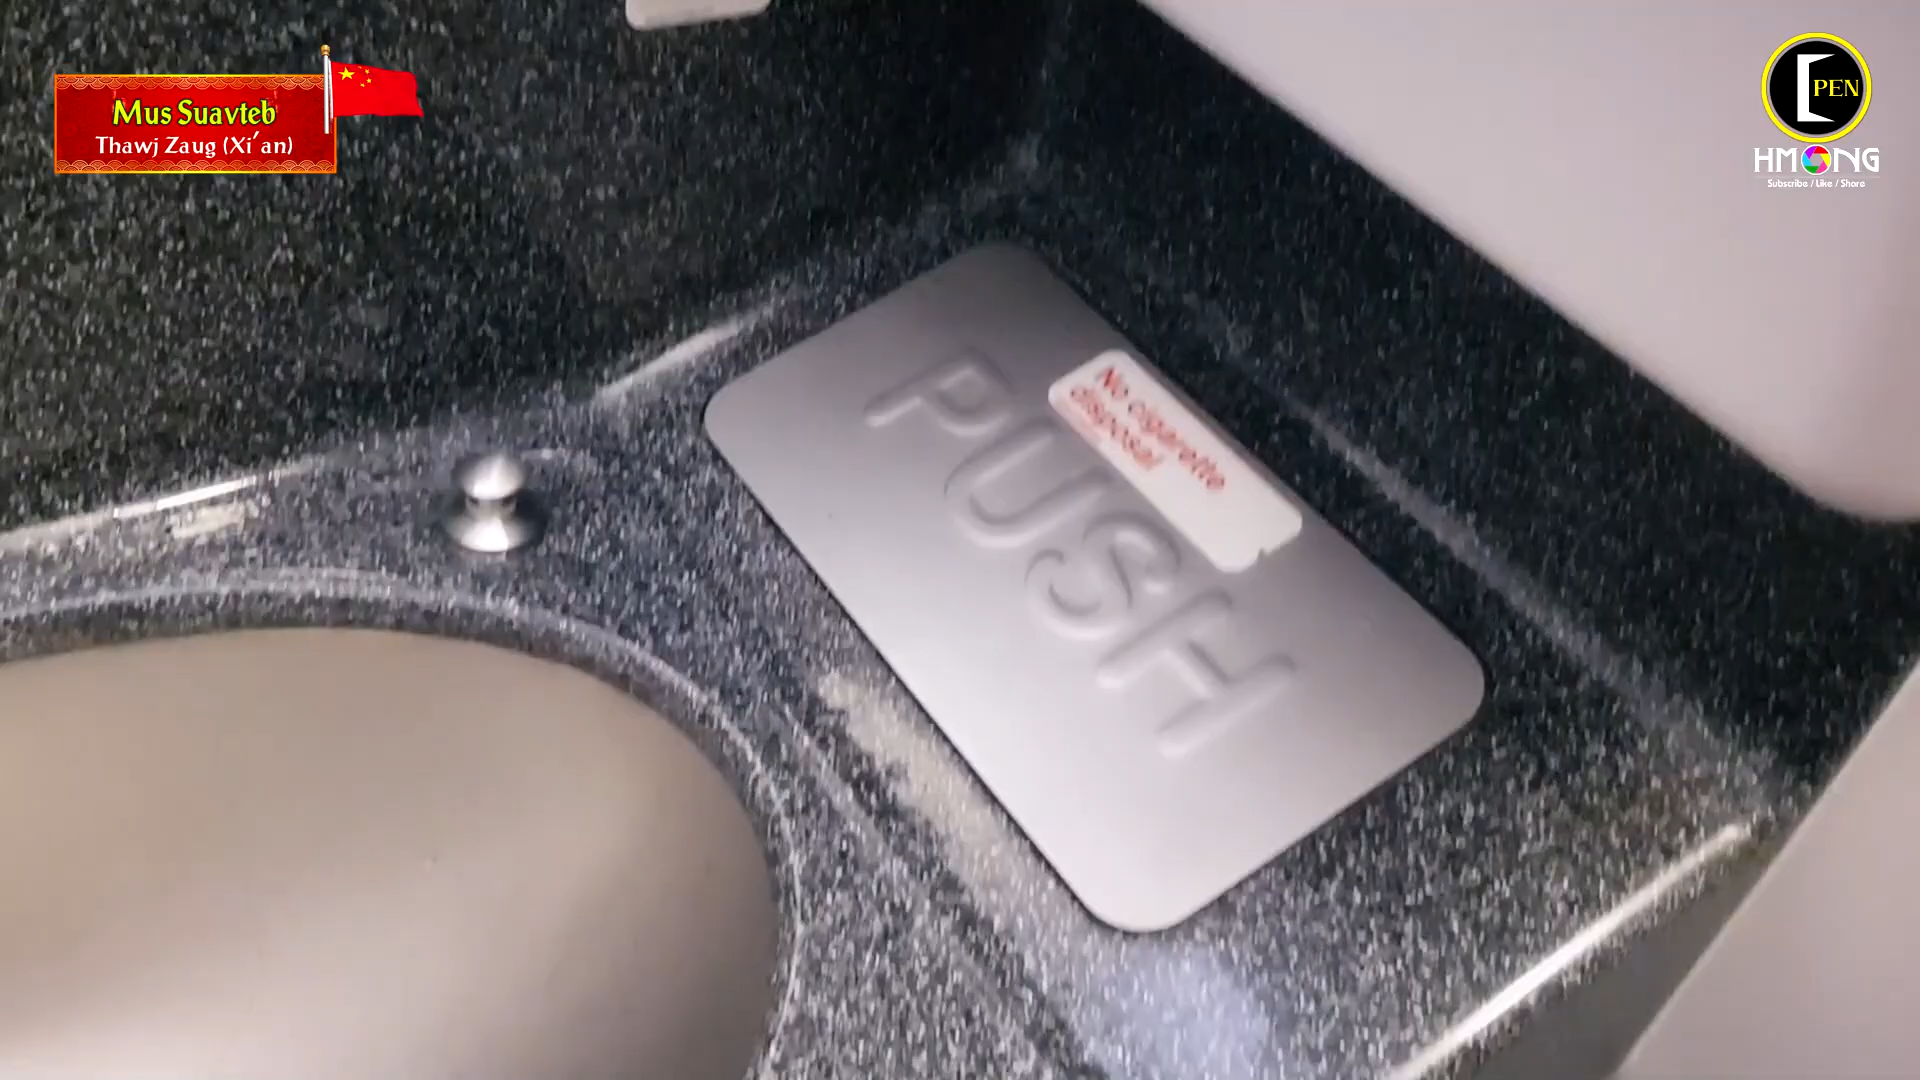 Mus Suavteb
Thawj Zaug (Xi'an)
PEN
HMONG
Subscribe / Like / Share
No cigarette
disposal
PUSH